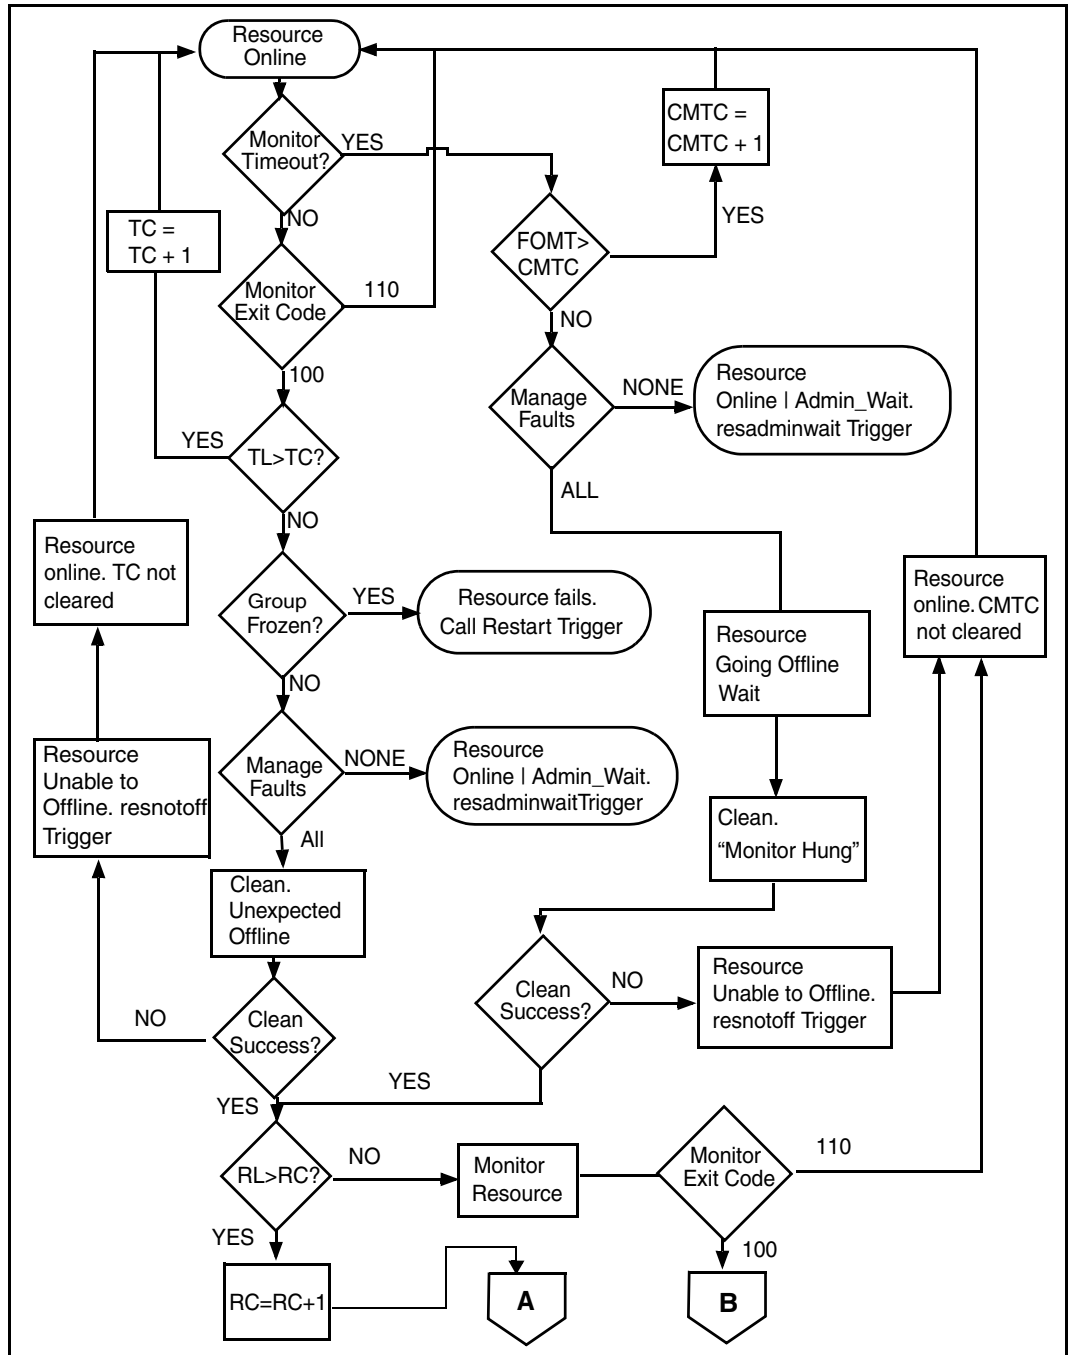 Resource
Online
CMTC =
CMTC + 1
Monitor
Timeout?
YES
NO
YES
TC =
TC + 1
FOMT>
CMTC
Monitor
Exit Code
110
NO
100
Manage
Faults
NONE
Resource
Online | Admin_Wait.
resadminwait Trigger
YES
TL>TC?
ALL
NO
Resource
online. TC not
cleared
Group
Frozen?
YES
Resource fails.
Call Restart Trigger
Resource
online. CMTC
not cleared
Resource
Going Offline
Wait
NO
Resource
Unable to
Offline. resnotoff
Trigger
Manage
Faults
NONE
Resource
Online | Admin_Wait.
resadminwaitTrigger
All
Clean.
“Monitor Hung”
Clean.
Unexpected
Offline
Clean
Success?
NO
Resource
Unable to Offline.
resnotoff Trigger
NO
Clean
Success?
YES
YES
RL>RC?
NO
Monitor
Resource
Monitor
Exit Code
110
YES
100
RC=RC+1
A
B